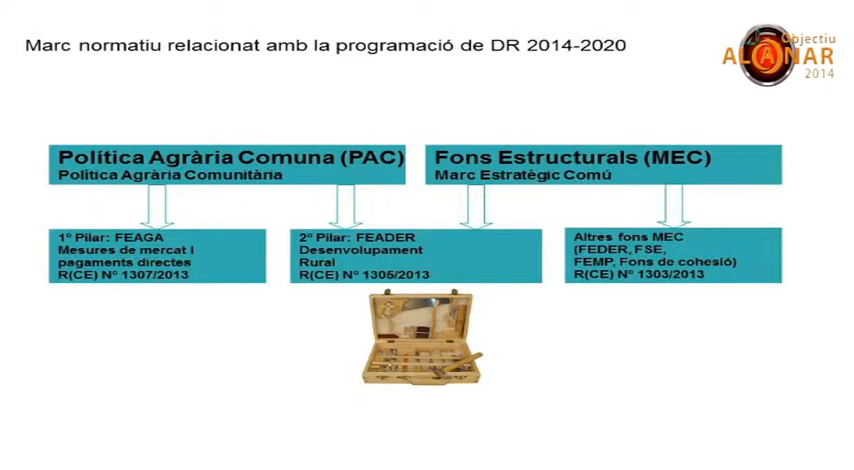 Marc normatiu relacionat amb la programació de DR 2014-2020
Objectiu
ALANAR
2014
Política Agrària Comuna (PAC)
Política Agrària Comunitària
Fons Estructurals (MEC)
Marc Estratègic Comú
1º Pilar: FEAGA
Mesures de mercat i
pagaments directes
R(CE) Nº 1307/2013
2º Pilar: FEADER
Desenvolupament
Rural
R(CE) Nº 1305/2013
Altres fons MEC
(FEDER, FSE,
FEMP, Fons de cohesió)
R(CE) Nº 1303/2013